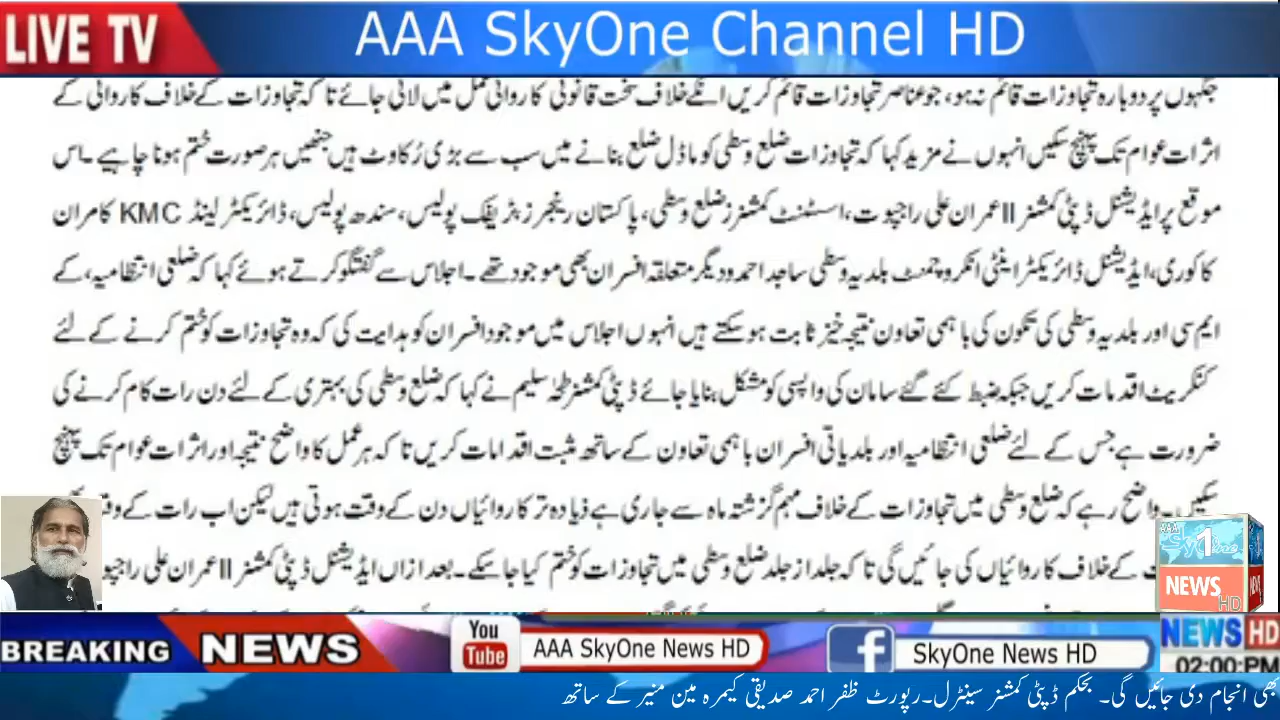 LIVE TV
AAA SkyOne Channel HD
جگہوں پر دوبارہ تجاوزات قائم نہ ہو، جو عناصر تجاوزات قائم کریں انکے خلاف سخت قانونی کاروائی عمل میں لائی جائے تاکہ تجاوزات کے خلاف کاروائی کے
اثرات عوام تک پہنچ سکیں انہوں نے مزید کہا کہ تجاوزات ضلع وسطی کو ماڈل ضلع بنانے میں سب سے بڑی رُکاوٹ ہیں جنھیں ہر صورت ختم ہونا چاہیے ۔اس
موقع پر ایڈیشنل ڈپٹی کمشنر II عمران علی راجپوت، اسسٹنٹ کمشنرز ضلع وسطی، پاکستان رینجرز، ٹریفک پولیس، سندھ پولیس، ڈائریکٹر لینڈ KMC کامران
کاکوری، ایڈیشنل ڈائریکٹر اینٹی انکروچمنٹ بلدیہ وسطی ساجد احمد ودیگر متعلقہ افسران بھی موجود تھے ۔اجلاس سے گفتگو کرتے ہوئے کہا کہ ضلعی انتظامیہ، کے
ایم سی اور بلدیہ وسطی کی تکون کی باہمی تعاون نتیجہ خیز ثابت ہوسکتے ہیں انہوں اجلاس میں موجود افسران کو ہدایت کی کہ وہ تجاوزات کو ختم کرنے کے لئے
کنکریٹ اقدمات کریں جبکہ ضبط کئے گئے سامان کی واپسی کو مشکل بنایا جائے ڈپٹی کمشنر طحہٰ سلیم نے کہا کہ ضلع وسطی کی بہتری کے لئے دن رات کام کرنے کی
ضرورت ہے جس کے لئے ضلعی انتظامیہ اور بلدیاتی افسران باہمی تعاون کے ساتھ مثبت اقدامات کریں تاکہ ہر عمل کا واضح نتیجہ اور اثرات عوام تک پہنچ
سکیں۔واضح رہے کہ ضلع وسطی میں تجاوزات کے خلاف مہم گزشتہ ماہ سے جاری ہے ذیادہ تر کاروائیاں دن کے وقت ہوتی ہیں لیکن اب رات کے
کے خلاف کاروائیاں کی جائیں گی تاکہ جلد از جلد ضلع وسطی میں تجاوزات کو ختم کیا جاسکے۔بعد ازاں ایڈیشنل ڈپٹی کمشنر II عمران علی
AAA
SkyOne
1
NEWS
HD
BREAKING NEWS
You Tube
AAA SkyOne News HD
f
SkyOne News HD
NEWS HD
02:00:PM
بھی انجام دی جائیں گی۔ بحکم ڈپٹی کمشنر سینٹرل۔رپورٹ ظفر احمد صدیقی کیمرہ مین منیر کے ساتھ